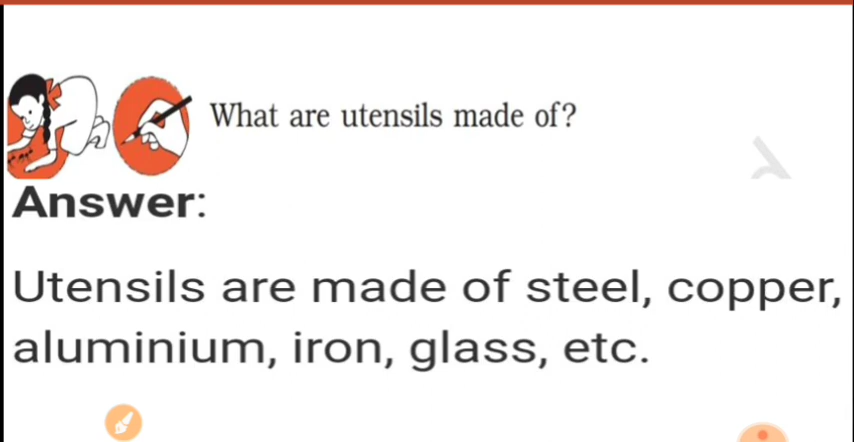 What are utensils made of?
Answer:
Utensils are made of steel, copper,
aluminium, iron, glass, etc.